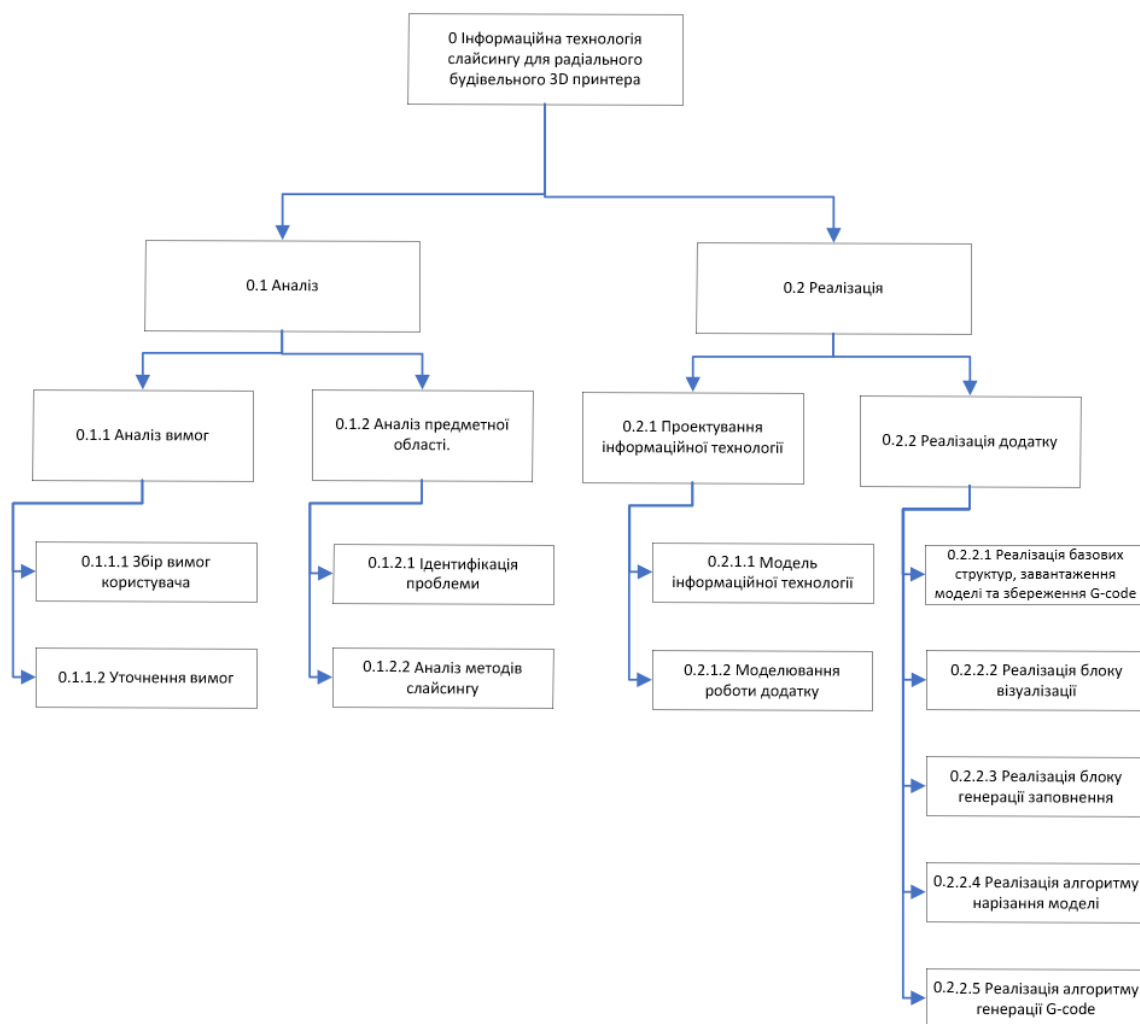 0 Інформаційна технологія
слайсингу для радіального
будівельного 3D принтера
0.1 Аналіз
0.2 Реалізація
0.1.1 Аналіз вимог
0.1.2 Аналіз предметної
області.
0.2.1 Проектування
інформаційної технології
0.2.2 Реалізація додатку
0.1.1.1 Збір вимог
користувача
0.1.1.2 Уточнення вимог
0.1.2.1 Ідентифікація
проблеми
0.1.2.2 Аналіз методів
слайсингу
0.2.1.1 Модель
інформаційної технології
0.2.1.2 Моделювання
роботи додатку
0.2.2.1 Реалізація базових
структур, завантаження
моделі та збереження G-code
0.2.2.2 Реалізація блоку
візуалізації
0.2.2.3 Реалізація блоку
генерації заповнення
0.2.2.4 Реалізація алгоритму
нарізання моделі
0.2.2.5 Реалізація алгоритму
генерації G-code